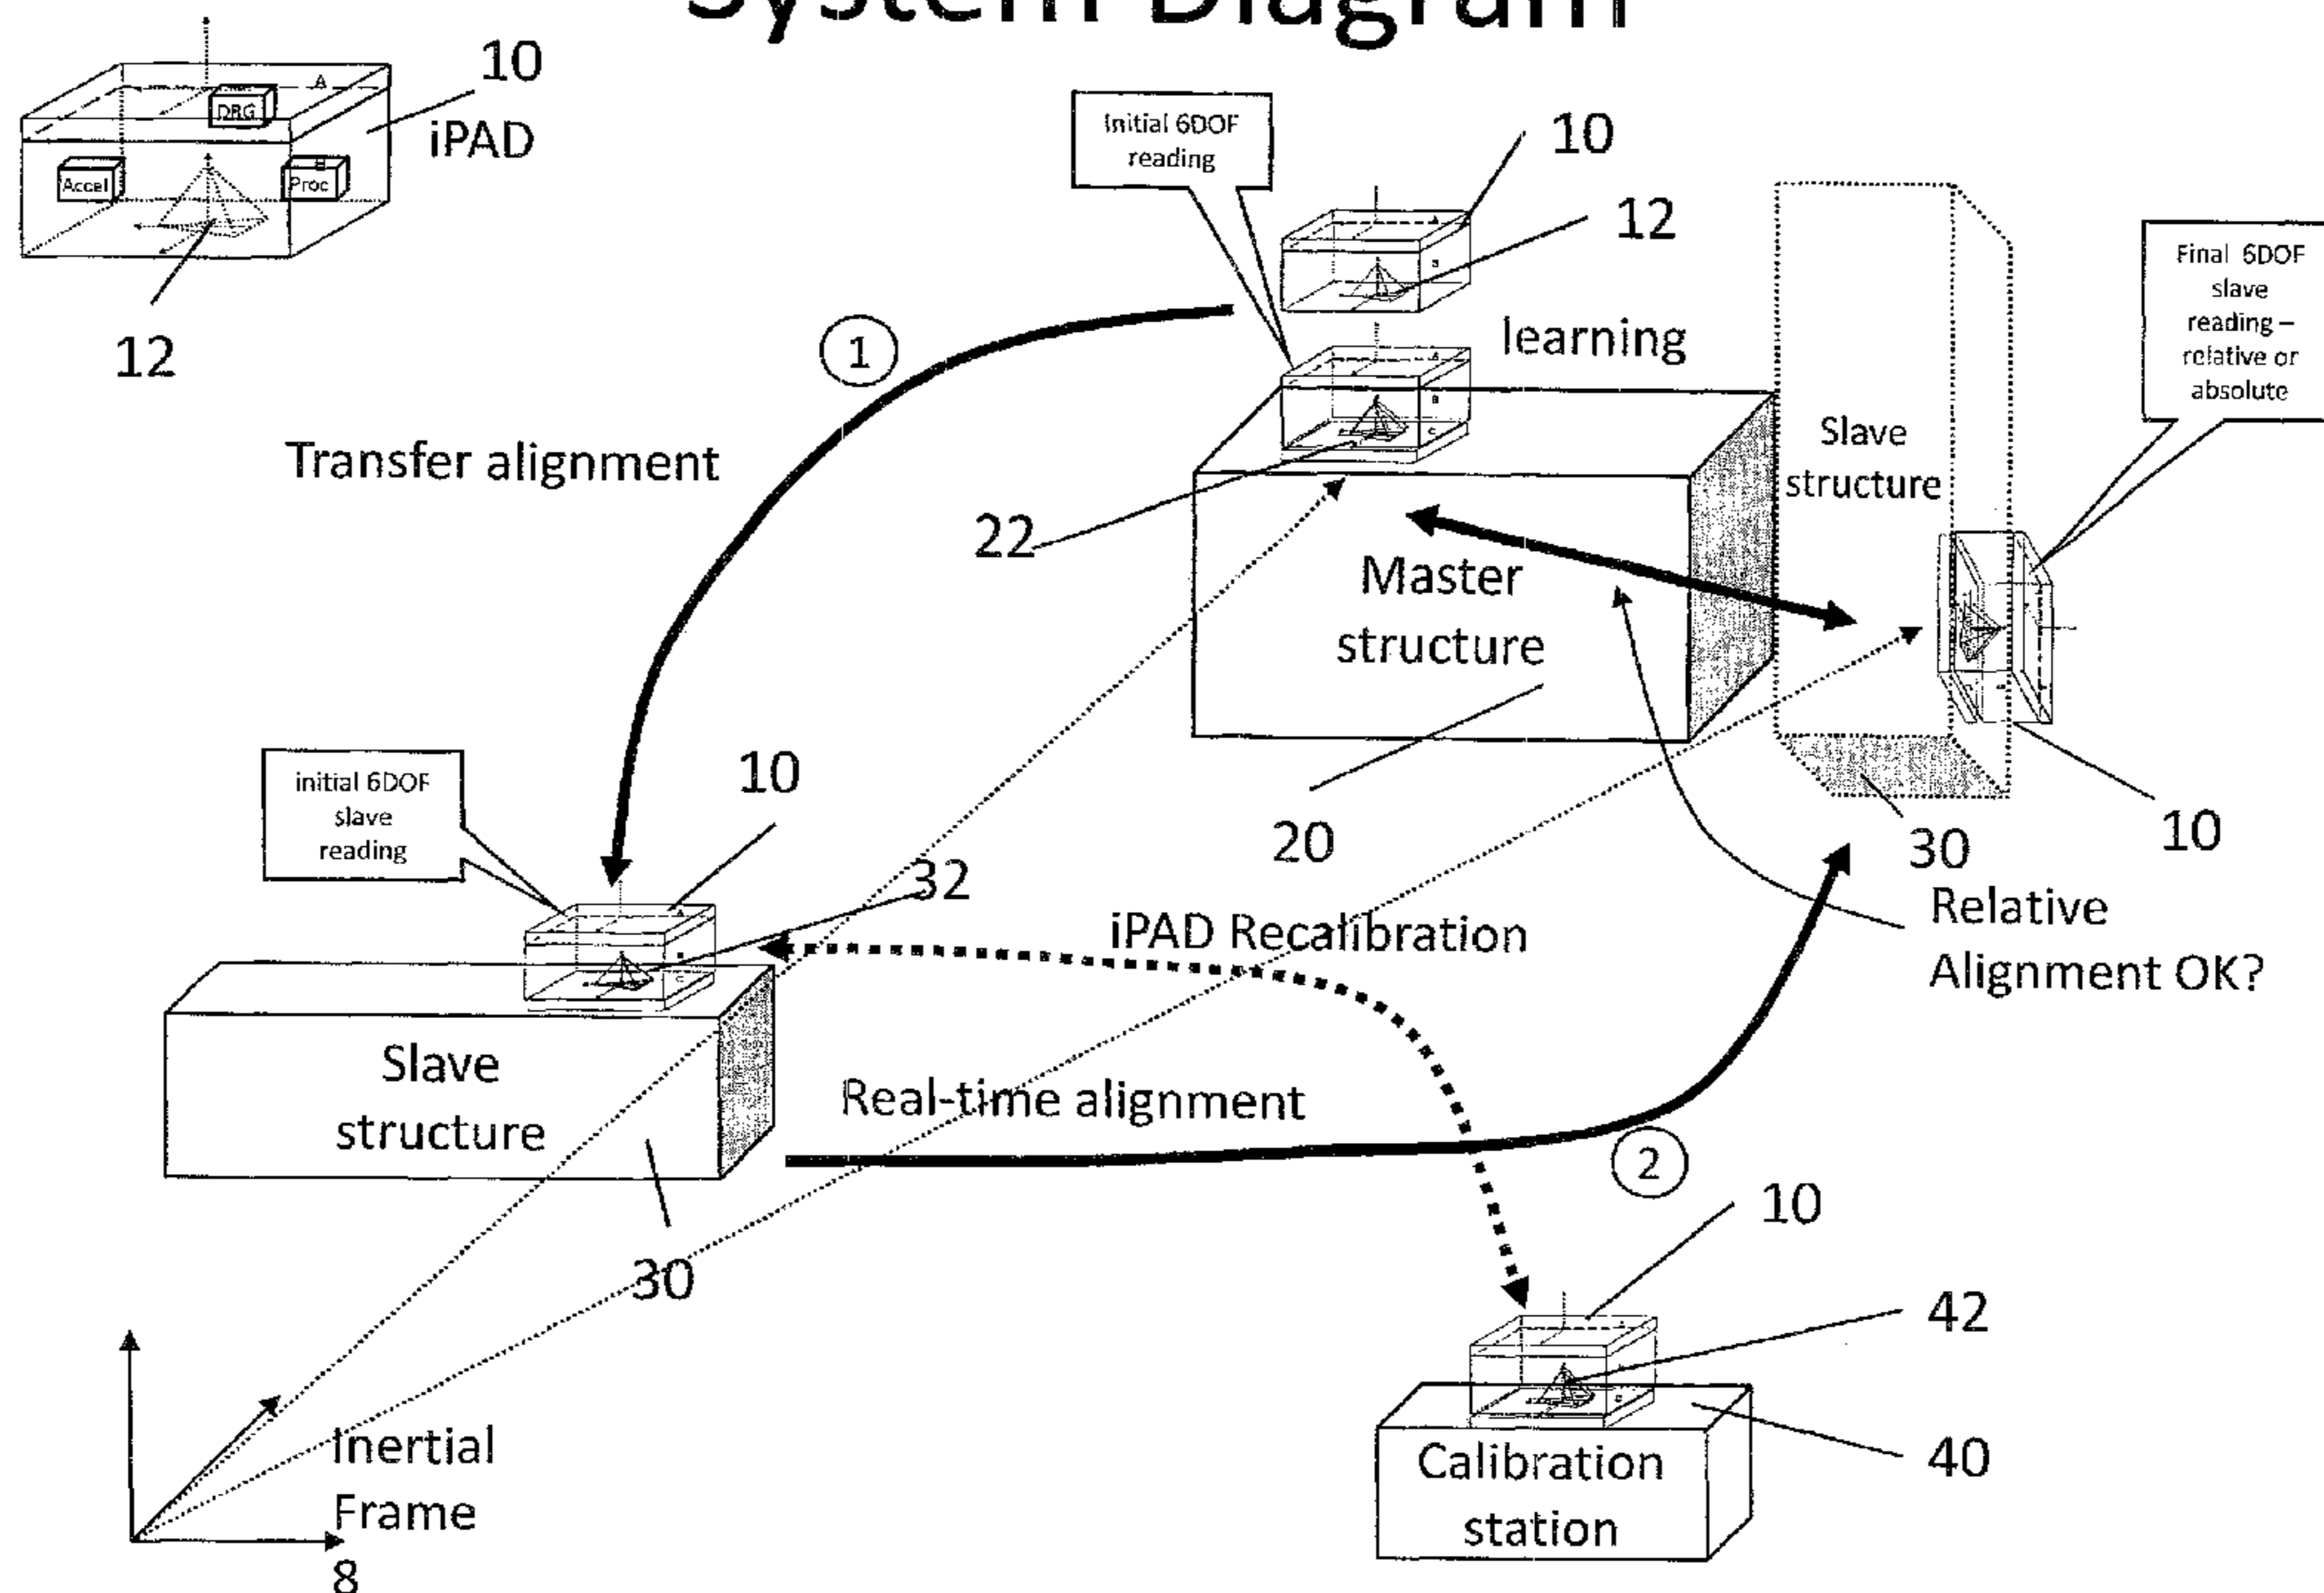 System Diagram
10
iPAD
A
DRG
Accel
B
Proc
12
Initial 6DOF
reading
10
12
learning
Final 6DOF
slave
reading –
relative or
absolute
1
Transfer alignment
22
Slave
structure
Master
structure
20
30
10
initial 6DOF
slave
reading
10
32
iPAD Recalibration
Relative
Alignment OK?
Slave
structure
30
Real-time alignment
2
10
42
40
Calibration
station
Inertial
Frame
8